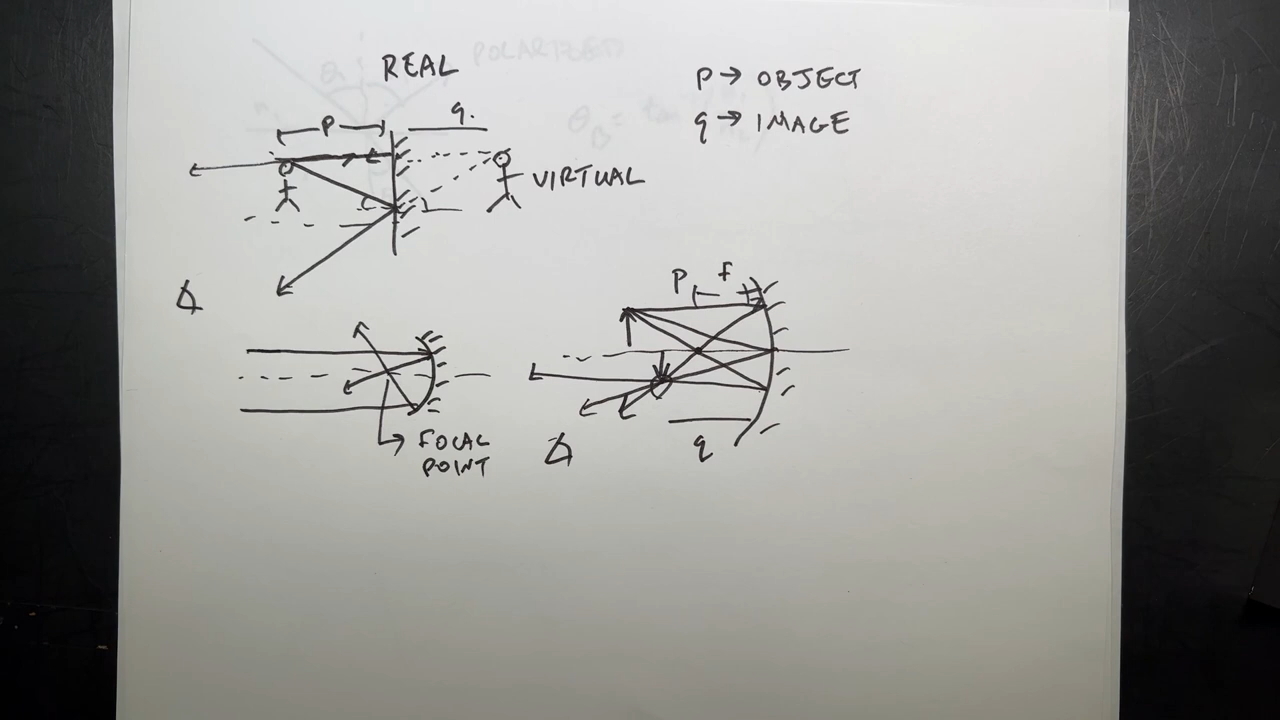 REAL
P → OBJECT
q → IMAGE
P
q.
VIRTUAL
P
f
FOCAL
POINT
q